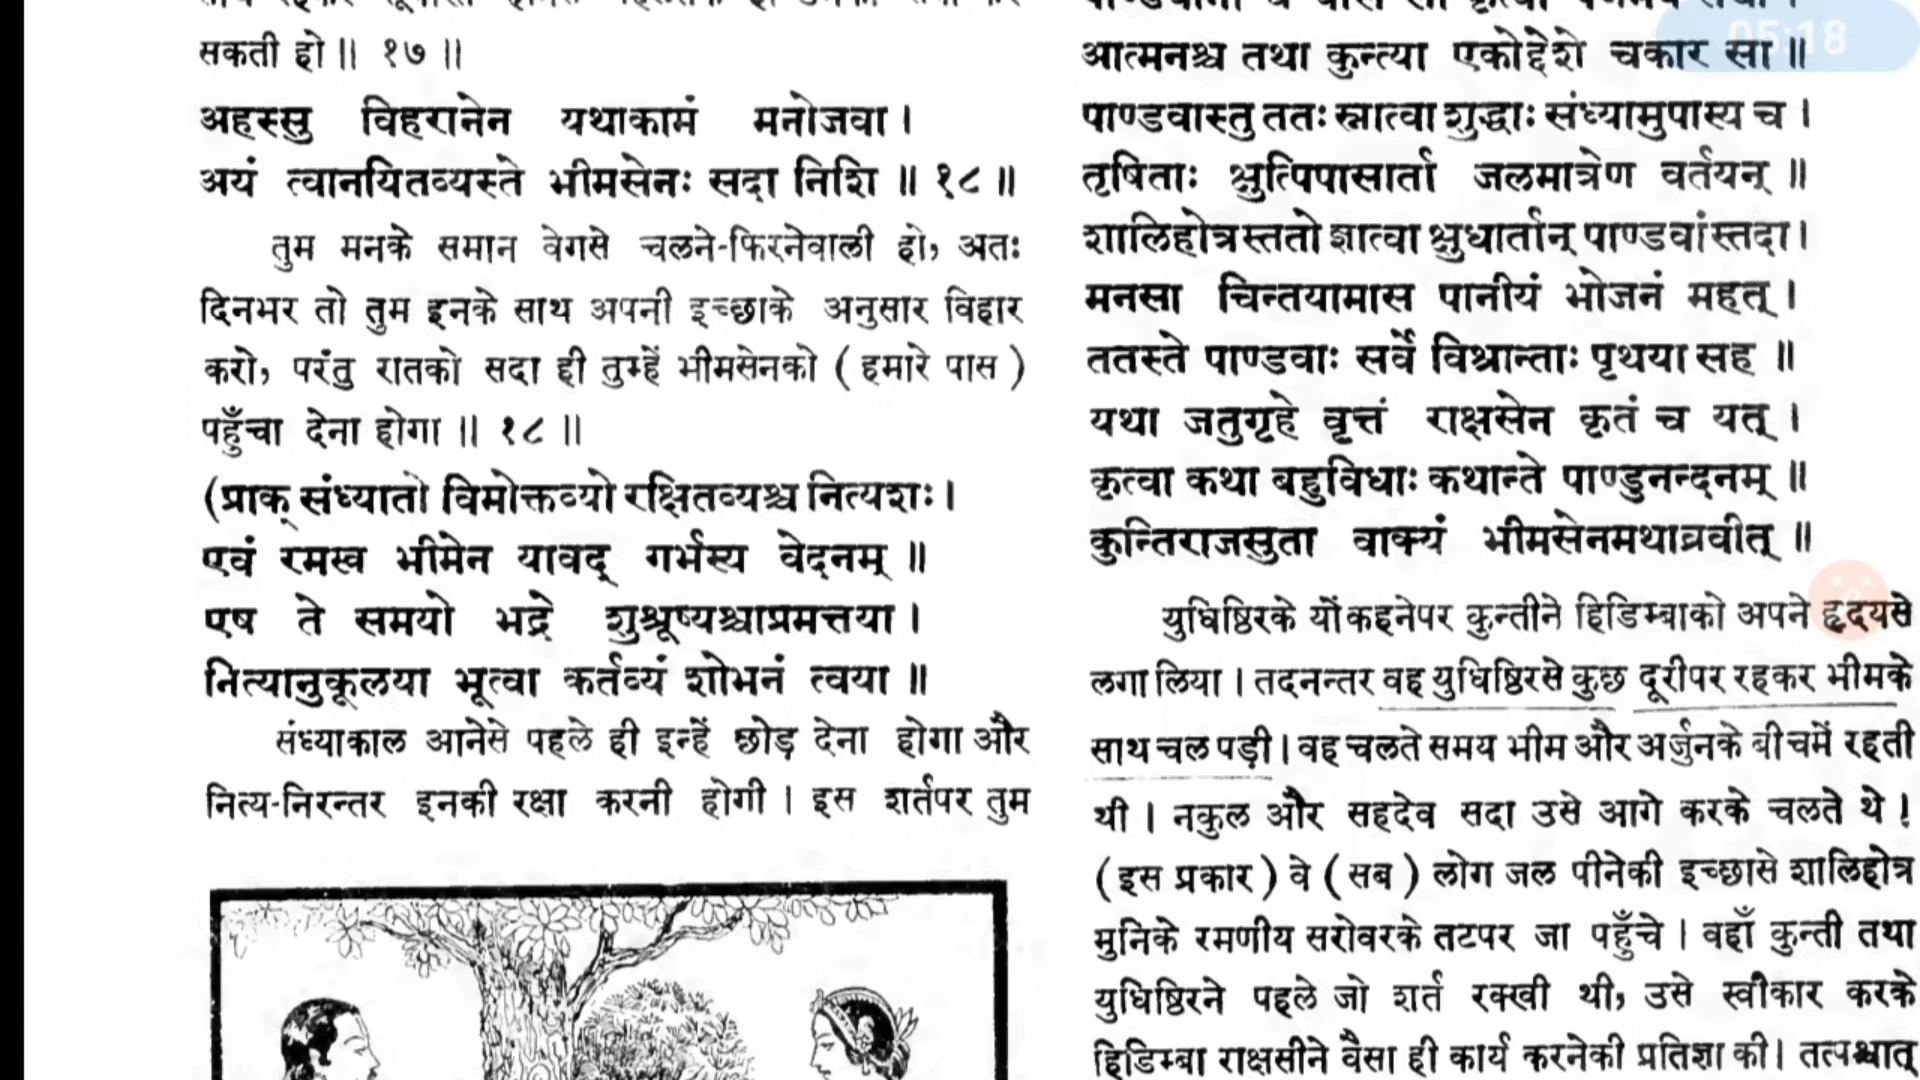 सकती हो॥ १७ ॥
अहस्सु विहरानेन यथाकामं मनोजवा ।
अयं त्वानयितव्यस्ते भीमसेनः सदा निशि ॥ १८ ॥
तुम मनके समान वेगसे चलने-फिरनेवाली हो, अतः
दिनभर तो तुम इनके साथ अपनी इच्छाके अनुसार विहार
करो, परंतु रातको सदा ही तुम्हें भीमसेनको ( हमारे पास )
पहुँचा देना होगा ॥ १८ ॥
(प्राक् संध्यातो विमोक्तव्यो रक्षितव्यश्च नित्यशः ।
एवं रमस्व भीमेन यावद् गर्भस्य वेदनम् ॥
एष ते समयो भद्रे शुश्रूष्यश्चाप्रमत्तया ।
नित्यानुकूलया भूत्वा कर्तव्यं शोभनं त्वया ॥
संध्याकाल आनेसे पहले ही इन्हें छोड़ देना होगा और
नित्य-निरन्तर इनकी रक्षा करनी होगी । इस शर्तपर तुम
आत्मनश्च तथा कुन्त्या एकोद्देशे चकार सा ॥
पाण्डवास्तु ततः स्नात्वा शुद्धाः संध्यामुपास्य च ।
तृषिताः क्षुत्पिपासार्ता जलमात्रेण वर्तयन् ॥
शालिहोत्रस्ततो ज्ञात्वा क्षुधार्तान् पाण्डवांस्तदा ।
मनसा चिन्तयामास पानीयं भोजनं महत् ।
ततस्ते पाण्डवाः सर्वे विश्रान्ताः पृथया सह ॥
यथा जतुगृहे वृत्तं राक्षसेन कृतं च यत् ।
कृत्वा कथा बहुविधाः कथान्ते पाण्डुनन्दनम् ॥
कुन्तिराजसुता वाक्यं भीमसेनमथाब्रवीत् ॥
युधिष्ठिरके यों कहनेपर कुन्तीने हिडिम्बाको अपने हृदयसे
लगा लिया । तदनन्तर वह युधिष्ठिरसे कुछ दूरीपर रहकर भीमके
साथ चल पड़ी । वह चलते समय भीम और अर्जुनके बीचमें रहती
थी । नकुल और सहदेव सदा उसे आगे करके चलते थे ।
( इस प्रकार ) वे ( सब ) लोग जल पीनेकी इच्छासे शालिहोत्र
मुनिके रमणीय सरोवरके तटपर जा पहुँचे । वहाँ कुन्ती तथा
युधिष्ठिरने पहले जो शर्त रक्खी थी, उसे स्वीकार करके
हिडिम्बा राक्षसीने वैसा ही कार्य करनेकी प्रतिज्ञा की । तत्पश्चात्
05:18